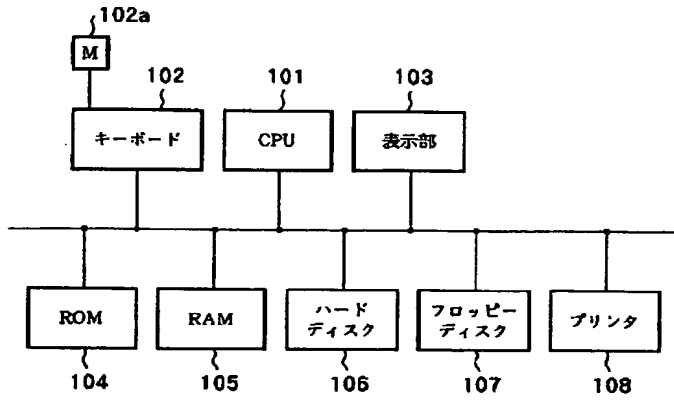 102a
M
102
101
103
キーボード
CPU
表示部
ROM
RAM
ハード
ディスク
フロッピー
ディスク
プリンタ
104
105
106
107
108